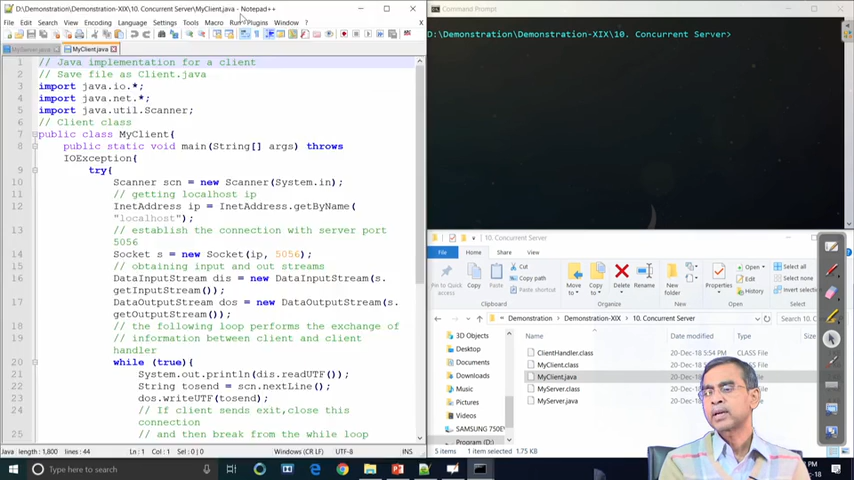 D:\Demonstration\Demonstration-XIX\10. Concurrent Server\MyClient.java - Notepad++
File Edit Search View Encoding Language Settings Tools Macro Run Plugins Window ?
MyServer.java MyClient.java
1 // Java implementation for a client
2 // Save file as Client.java
3 import java.io.*;
4 import java.net.*;
5 import java.util.Scanner;
6 // Client class
7 public class MyClient{
8 public static void main(String[] args) throws
IOException{
9 try{
10 Scanner scn = new Scanner(System.in);
11 // getting localhost ip
12 InetAddress ip = InetAddress.getByName(
"localhost");
13 // establish the connection with server port
5056
14 Socket s = new Socket(ip, 5056);
15 // obtaining input and out streams
16 DataInputStream dis = new DataInputStream(s.
getInputStream());
17 DataOutputStream dos = new DataOutputStream(s.
getOutputStream());
18 // the following loop performs the exchange of
19 // information between client and client
handler
20 while (true){
21 System.out.println(dis.readUTF());
22 String tosend = scn.nextLine();
23 dos.writeUTF(tosend);
24 // If client sends exit,close this
connection
25 // and then break from the while loop
Java length : 1,800 lines : 44 Ln : 1 Col : 1 Sel : 0 | 0 Windows (CR LF) UTF-8 INS
Command Prompt
D:\Demonstration\Demonstration-XIX\10. Concurrent Server>
10. Concurrent Server
File Home Share View
Pin to Quick access Copy Paste Cut Copy path Paste shortcut
Move to Copy to Delete Rename New folder Properties Open Edit History Select all Select none Invert selection
Clipboard Organize New Open
Demonstration > Demonstration-XIX > 10. Concurrent Server Search 10.
3D Objects
Desktop
Documents
Downloads
Music
Pictures
Videos
SAMSUNG 750E
Program (D:)
Name Date modified Type
ClientHandler.class 20-Dec-18 5:54 PM CLASS File
MyClient.class CLASS File
MyClient.java
MyServer.class
MyServer.java
5 items 1 item selected 1.75 KB
Type here to search